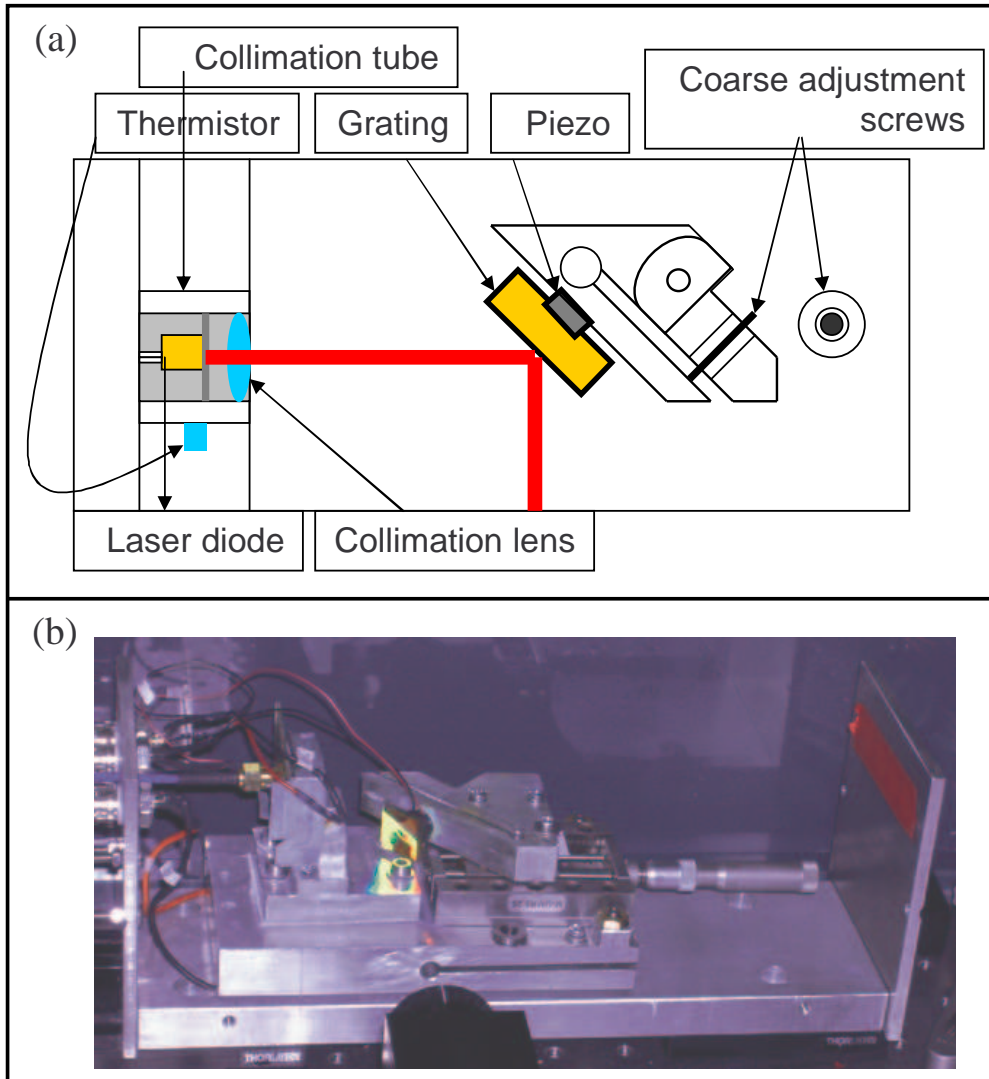 (a)
Collimation tube
Coarse adjustment
screws
Thermistor
Grating
Piezo
Laser diode
Collimation lens
(b)